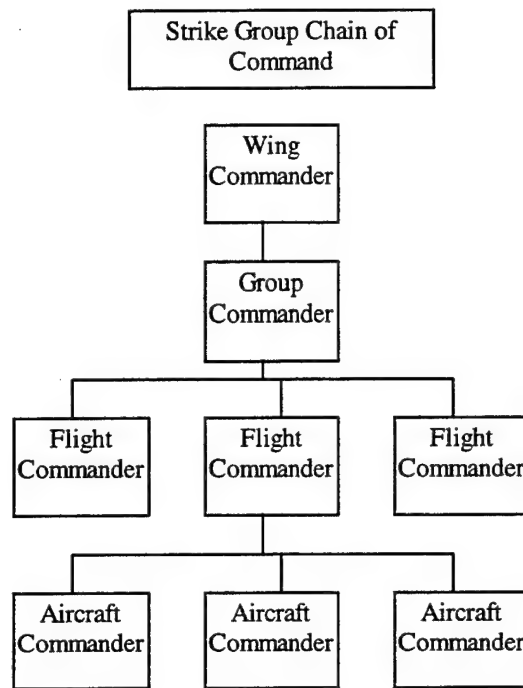 Strike Group Chain of
Command
Wing
Commander
Group
Commander
Flight
Commander
Flight
Commander
Flight
Commander
Aircraft
Commander
Aircraft
Commander
Aircraft
Commander